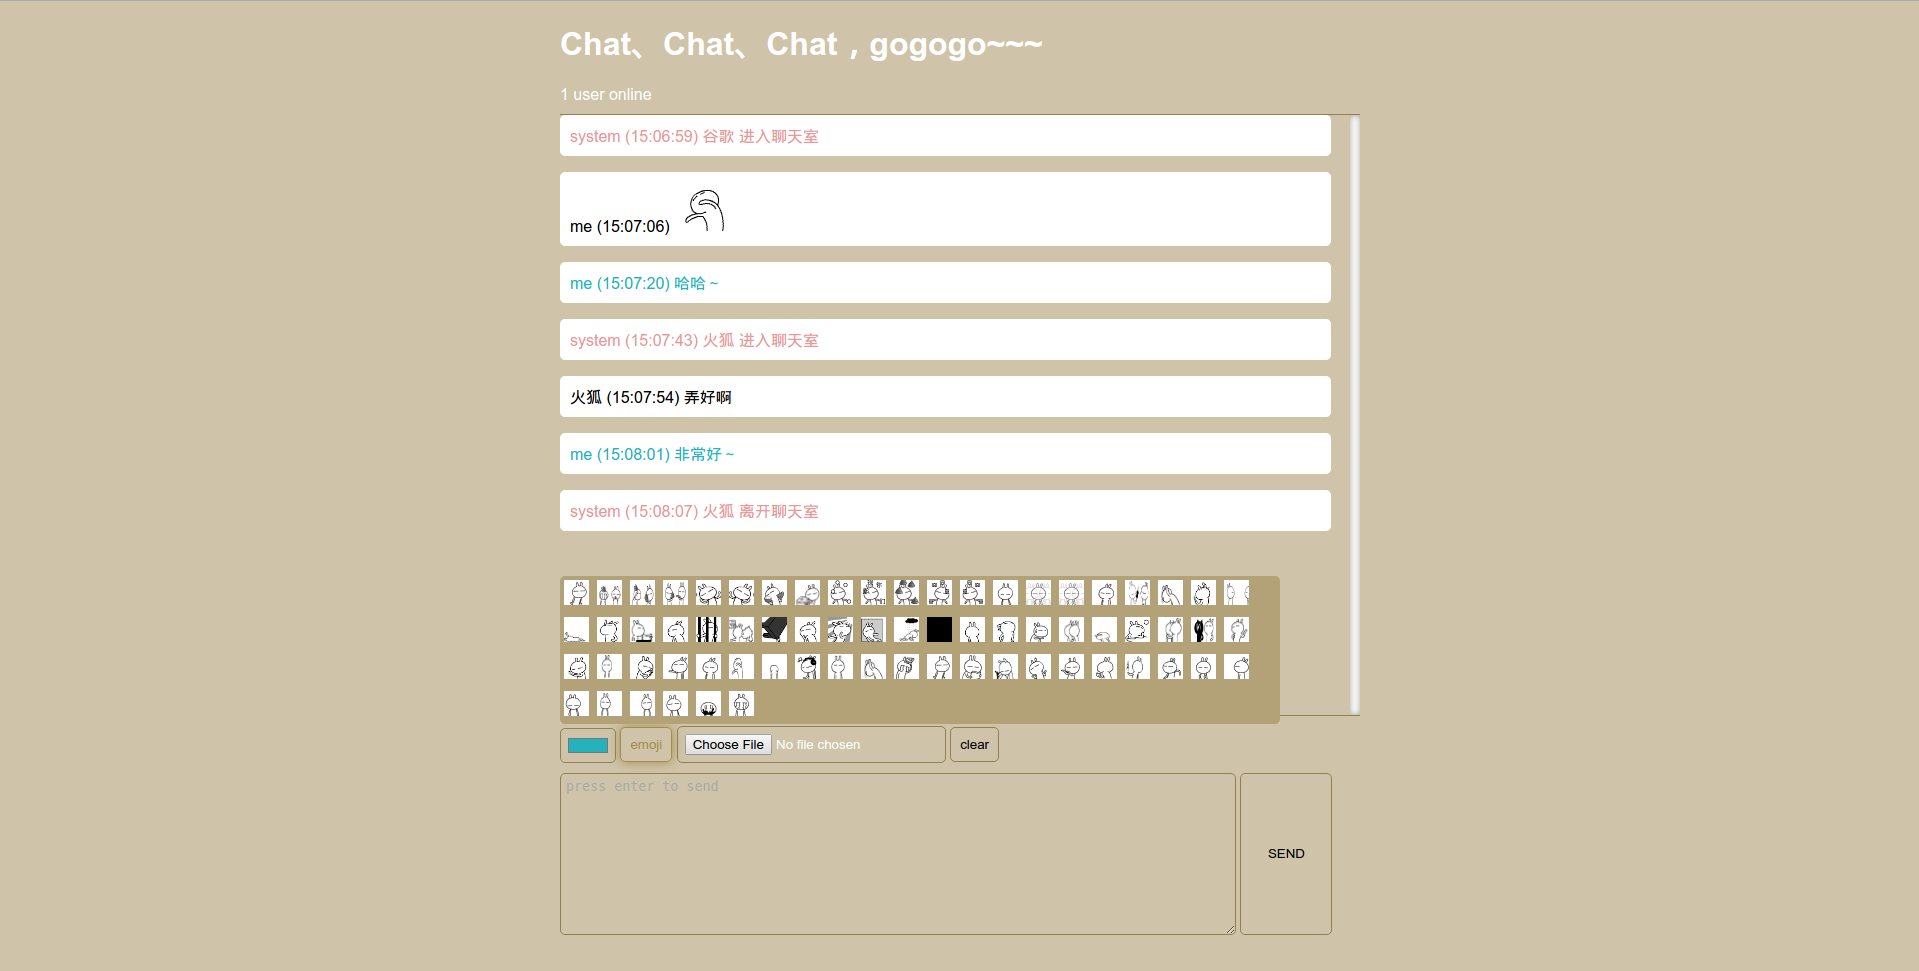 Chat、Chat、Chat，gogogo~~~
1 user online
system (15:06:59) 谷歌 进入聊天室
me (15:07:06)
me (15:07:20) 哈哈～
system (15:07:43) 火狐 进入聊天室
火狐 (15:07:54) 弄好啊
me (15:08:01) 非常好～
system (15:08:07) 火狐 离开聊天室
emoji Choose File No file chosen clear
press enter to send
SEND